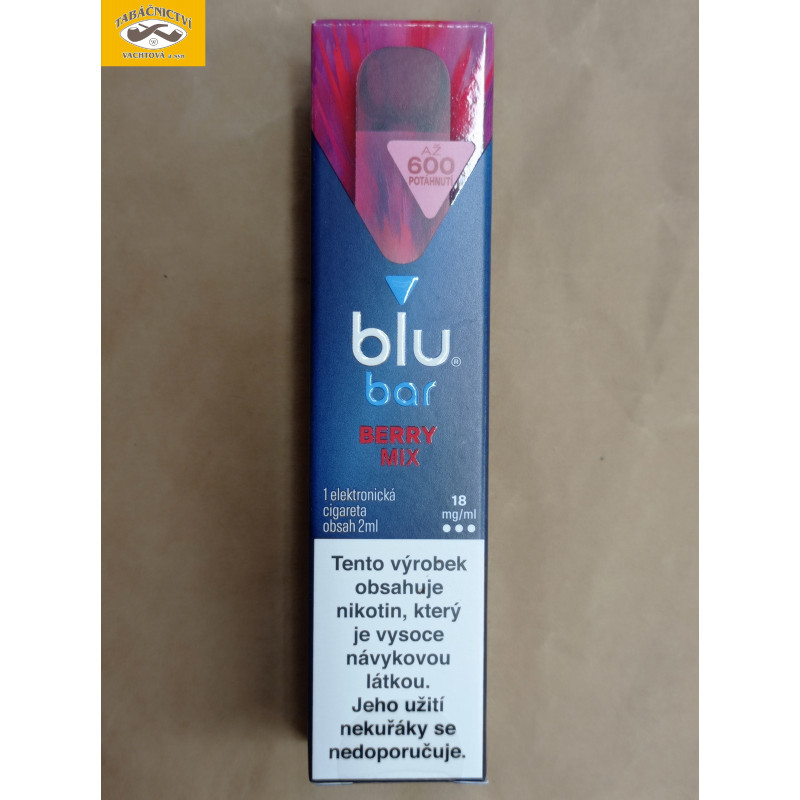 TABÁČNICTVÍ
VACHTOVÁ a syn
AŽ
600
POTÁHNUTÍ
blu®
bar
BERRY
MIX
1 elektronická
cigareta
obsah 2ml
18
mg/ml
Tento výrobek
obsahuje
nikotin, který
je vysoce
návykovou
látkou.
Jeho užití
nekuřáky se
nedoporučuje.